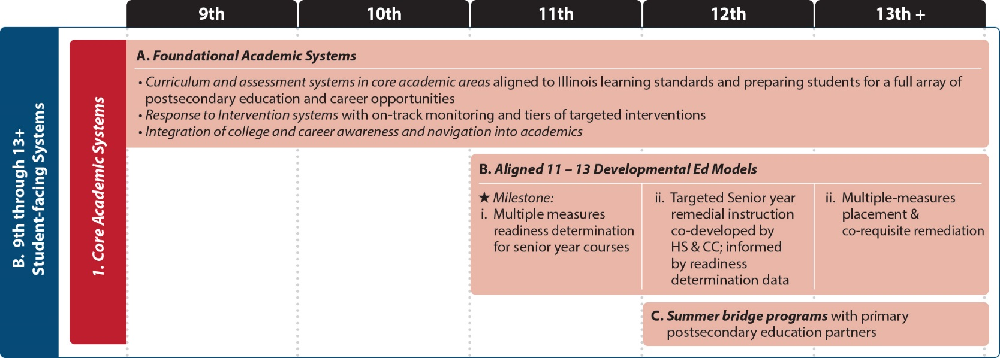 9th 10th 11th 12th 13th +
B. 9th through 13+
Student-facing Systems
1. Core Academic Systems
A. Foundational Academic Systems
• Curriculum and assessment systems in core academic areas aligned to Illinois learning standards and preparing students for a full array of
postsecondary education and career opportunities
• Response to Intervention systems with on-track monitoring and tiers of targeted interventions
• Integration of college and career awareness and navigation into academics
B. Aligned 11 – 13 Developmental Ed Models
★ Milestone:
i. Multiple measures
readiness determination
for senior year courses
ii. Targeted Senior year
remedial instruction
co-developed by
HS & CC; informed
by readiness
determination data
ii. Multiple-measures
placement &
co-requisite remediation
C. Summer bridge programs with primary
postsecondary education partners